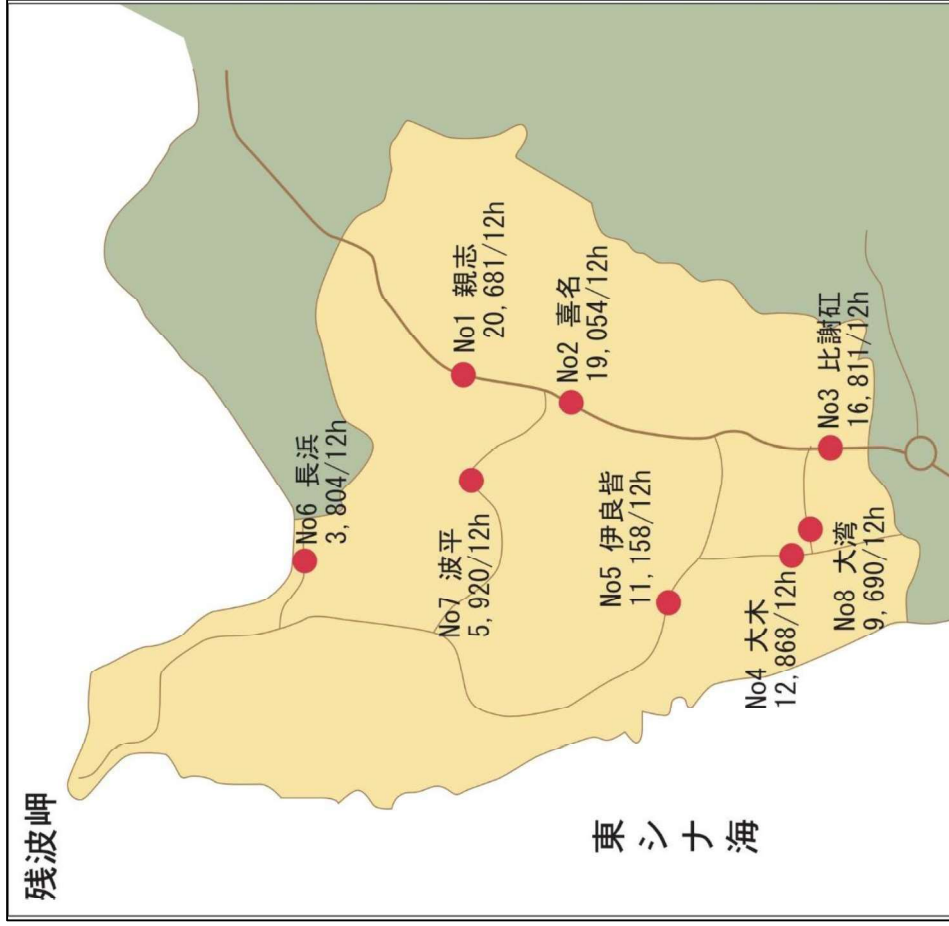 残波岬
No6 長浜
3,804/12h
No1 親志
20,681/12h
No7 波平
5,920/12h
No2 喜名
19,054/12h
No5 伊良皆
11,158/12h
No4 大木
12,868/12h
No8 大湾
9,690/12h
No3 比謝矼
16,811/12h
東シナ海